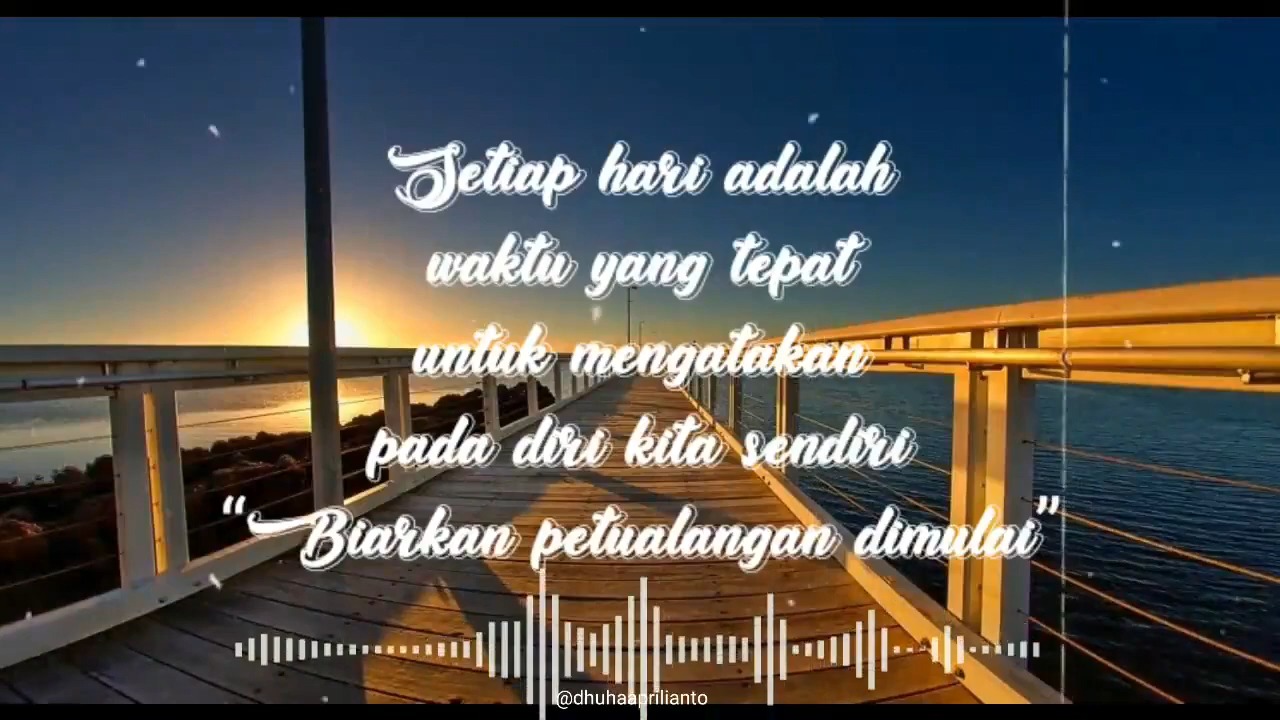 Setiap hari adalah
waktu yang tepat
untuk mengatakan
pada diri kita sendiri
“Biarkan petualangan dimulai”
@dhuhaaprilianto